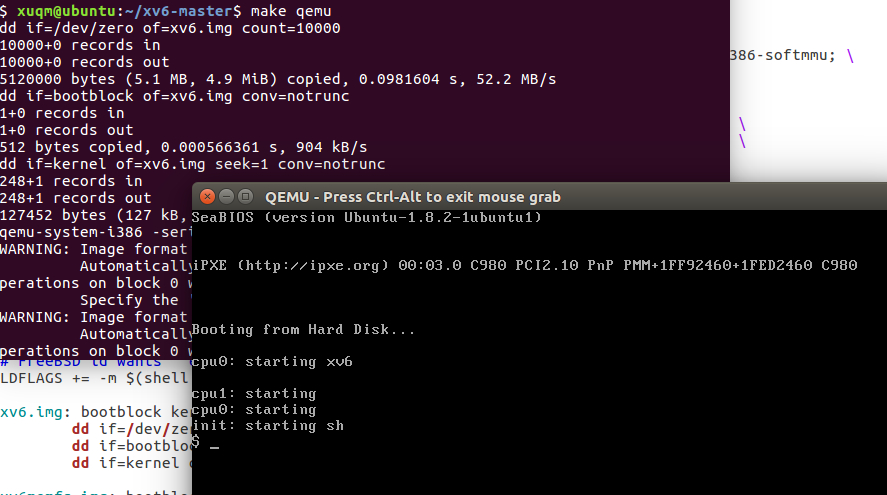 $ xuqm@ubuntu:~/xv6-master$ make qemu
dd if=/dev/zero of=xv6.img count=10000
10000+0 records in
10000+0 records out
5120000 bytes (5.1 MB, 4.9 MiB) copied, 0.0981604 s, 52.2 MB/s
dd if=bootblock of=xv6.img conv=notrunc
1+0 records in
1+0 records out
512 bytes copied, 0.000566361 s, 904 kB/s
dd if=kernel of=xv6.img seek=1 conv=notrunc
248+1 records in
248+1 records out
127452 bytes (127 kB,
qemu-system-i386 -seri
WARNING: Image format
Automatically
perations on block 0 w
Specify the '
WARNING: Image format
Automatically
perations on block 0 w
386-softmmu; \
\
\
QEMU - Press Ctrl-Alt to exit mouse grab
SeaBIOS (version Ubuntu-1.8.2-1ubuntu1)
iPXE (http://ipxe.org) 00:03.0 C980 PCI2.10 PnP PMM+1FF92460+1FED2460 C980
Booting from Hard Disk...
cpu0: starting xv6
cpu1: starting
cpu0: starting
init: starting sh
$ _
# FreeBSD ld wants
LDFLAGS += -m $(shell
xv6.img: bootblock ke
dd if=/dev/ze
dd if=bootblo
dd if=kernel o
xv6memfs.img: bootblo